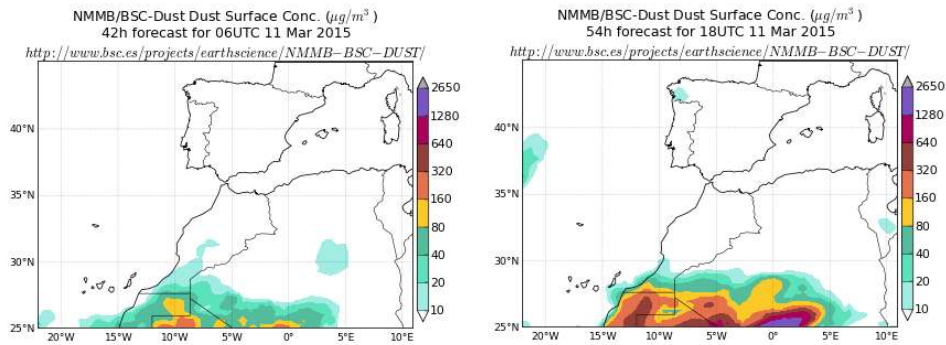 NMMB/BSC-Dust Dust Surface Conc. (μg/m³)
42h forecast for 06UTC 11 Mar 2015
http://www.bsc.es/projects/earthscience/NMMB−BSC−DUST/
40°N
35°N
30°N
25°N
20°W 15°W 10°W 5°W 0° 5°E 10°E
2650
1280
640
320
160
80
40
20
10
NMMB/BSC-Dust Dust Surface Conc. (μg/m³)
54h forecast for 18UTC 11 Mar 2015
http://www.bsc.es/projects/earthscience/NMMB−BSC−DUST/
40°N
35°N
30°N
25°N
20°W 15°W 10°W 5°W 0° 5°E 10°E
2650
1280
640
320
160
80
40
20
10